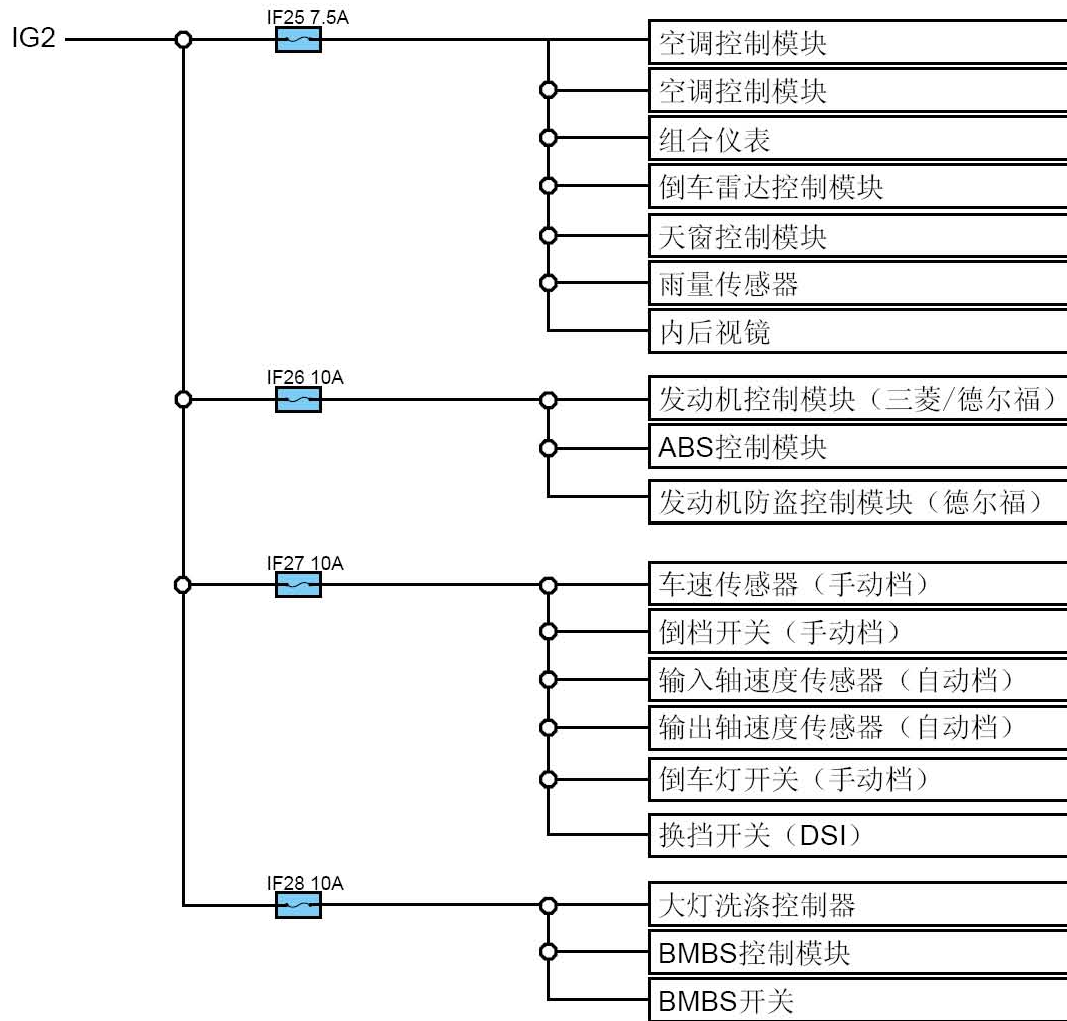 IF25 7.5A
IG2
空调控制模块
空调控制模块
组合仪表
倒车雷达控制模块
天窗控制模块
雨量传感器
内后视镜
IF26 10A
发动机控制模块（三菱/德尔福）
ABS控制模块
发动机防盗控制模块（德尔福）
IF27 10A
车速传感器（手动档）
倒档开关（手动档）
输入轴速度传感器（自动档）
输出轴速度传感器（自动档）
倒车灯开关（手动档）
换挡开关（DSI）
IF28 10A
大灯洗涤控制器
BMBS控制模块
BMBS开关